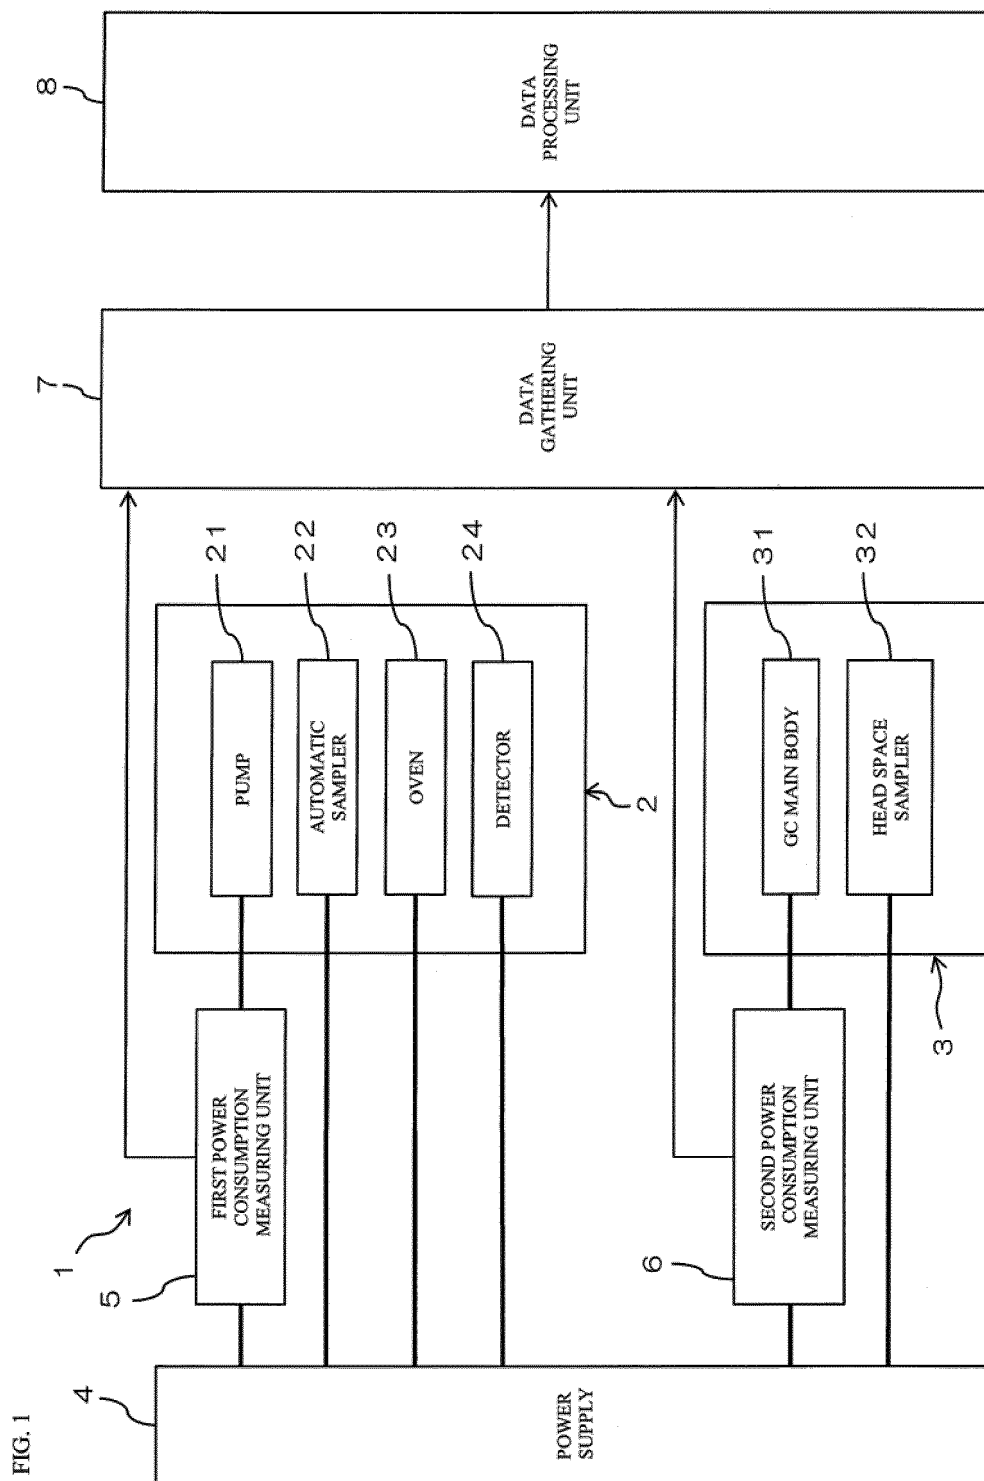 FIG. 1
4
POWER
SUPPLY
1
5
FIRST POWER
CONSUMPTION
MEASURING UNIT
6
SECOND POWER
CONSUMPTION
MEASURING UNIT
21
PUMP
22
AUTOMATIC
SAMPLER
23
OVEN
24
DETECTOR
2
31
GC MAIN BODY
32
HEAD SPACE
SAMPLER
3
7
DATA
GATHERING
UNIT
8
DATA
PROCESSING
UNIT